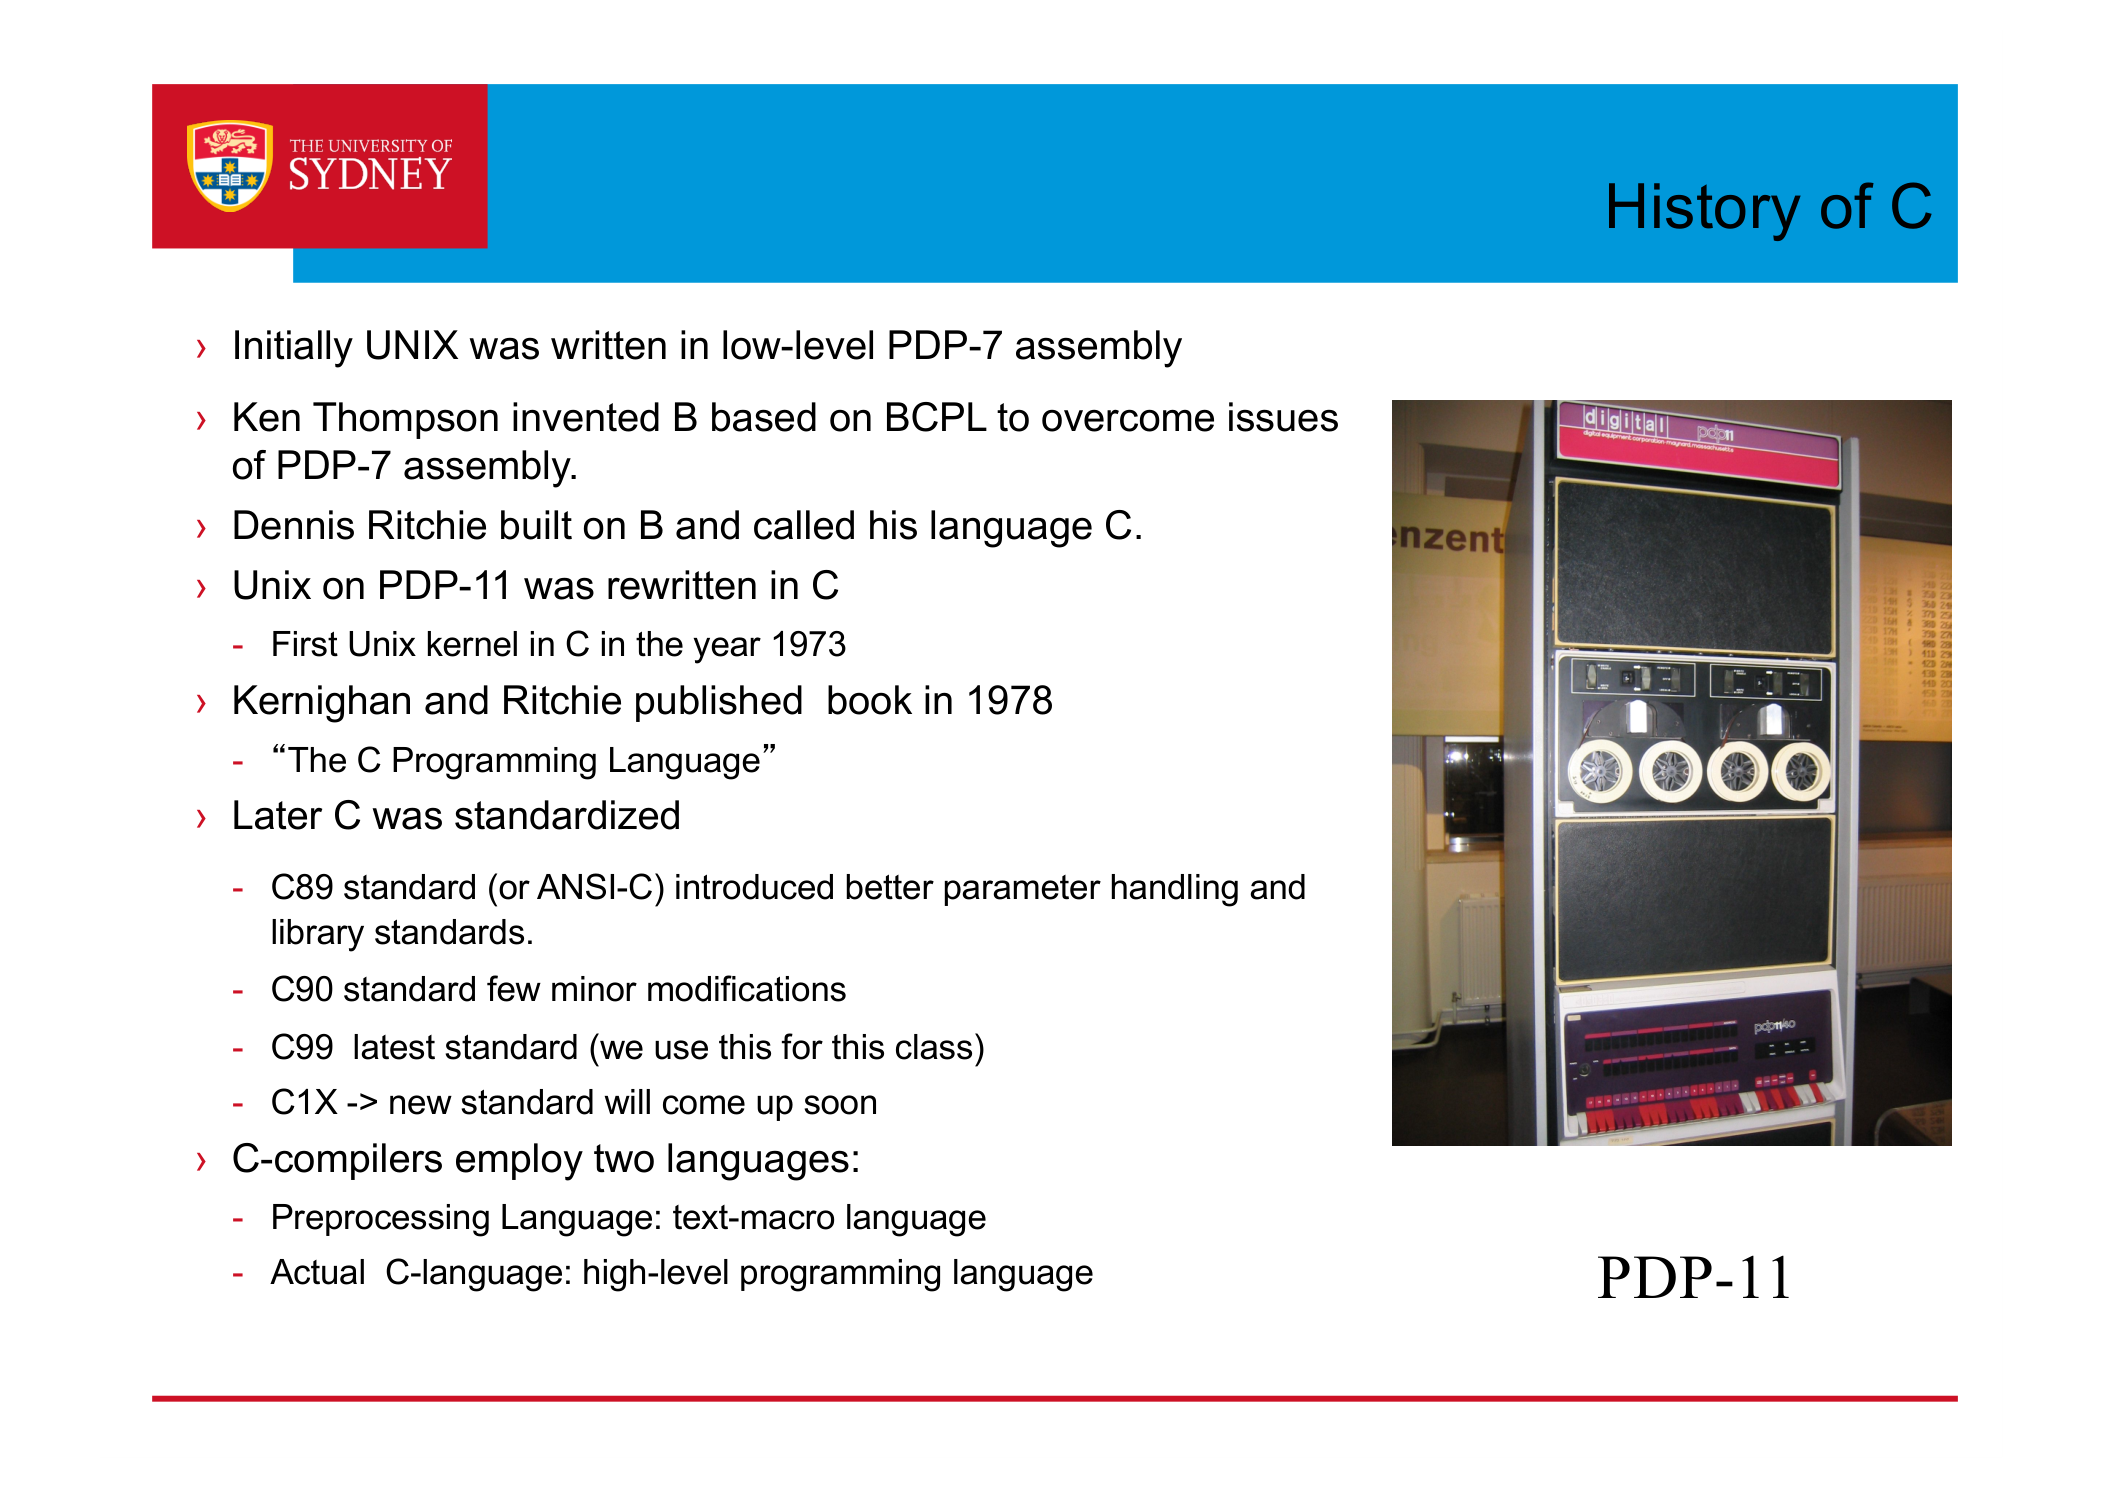 THE UNIVERSITY OF
SYDNEY
History of C
› Initially UNIX was written in low-level PDP-7 assembly
› Ken Thompson invented B based on BCPL to overcome issues
of PDP-7 assembly.
› Dennis Ritchie built on B and called his language C.
› Unix on PDP-11 was rewritten in C
- First Unix kernel in C in the year 1973
› Kernighan and Ritchie published  book in 1978
- “The C Programming Language”
› Later C was standardized
- C89 standard (or ANSI-C) introduced better parameter handling and
library standards.
- C90 standard few minor modifications
- C99  latest standard (we use this for this class)
- C1X -> new standard will come up soon
› C-compilers employ two languages:
- Preprocessing Language: text-macro language
- Actual  C-language: high-level programming language
digital pdp11
digital equipment corporation maynard massachusetts
enzent
pdp11/40
PDP-11